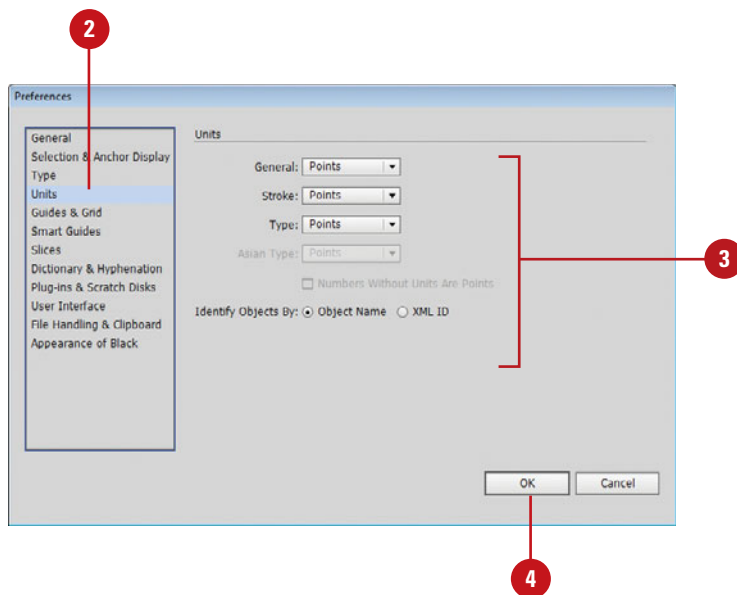 2
Preferences
General
Selection & Anchor Display
Type
Units
Guides & Grid
Smart Guides
Slices
Dictionary & Hyphenation
Plug-ins & Scratch Disks
User Interface
File Handling & Clipboard
Appearance of Black
Units
General: Points
Stroke: Points
Type: Points
Asian Type: Points
Numbers Without Units Are Points
Identify Objects By: Object Name XML ID
3
OK Cancel
4